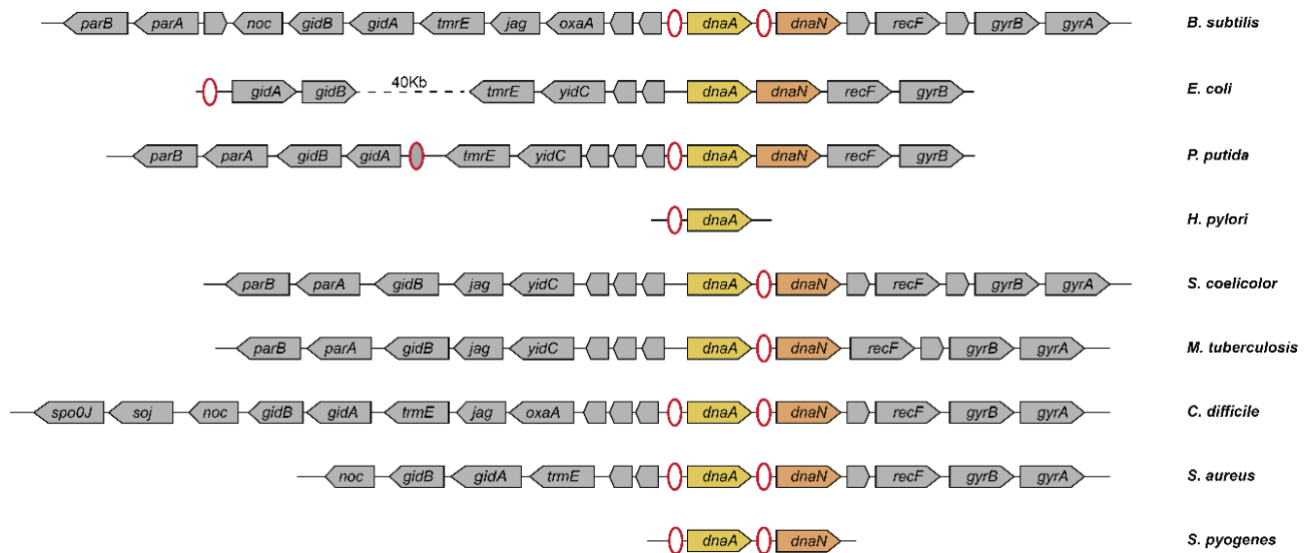 parB parA noc gidB gidA tmrE jag oxaA dnaA dnaN recF gyrB gyrA B. subtilis
gidA gidB 40Kb tmrE yidC dnaA dnaN recF gyrB E. coli
parB parA gidB gidA tmrE yidC dnaA dnaN recF gyrB P. putida
dnaA H. pylori
parB parA gidB jag yidC dnaA dnaN recF gyrB gyrA S. coelicolor
parB parA gidB jag yidC dnaA dnaN recF gyrB gyrA M. tuberculosis
spo0J soj noc gidB gidA trmE jag oxaA dnaA dnaN recF gyrB gyrA C. difficile
noc gidB gidA trmE dnaA dnaN recF gyrB gyrA S. aureus
dnaA dnaN S. pyogenes